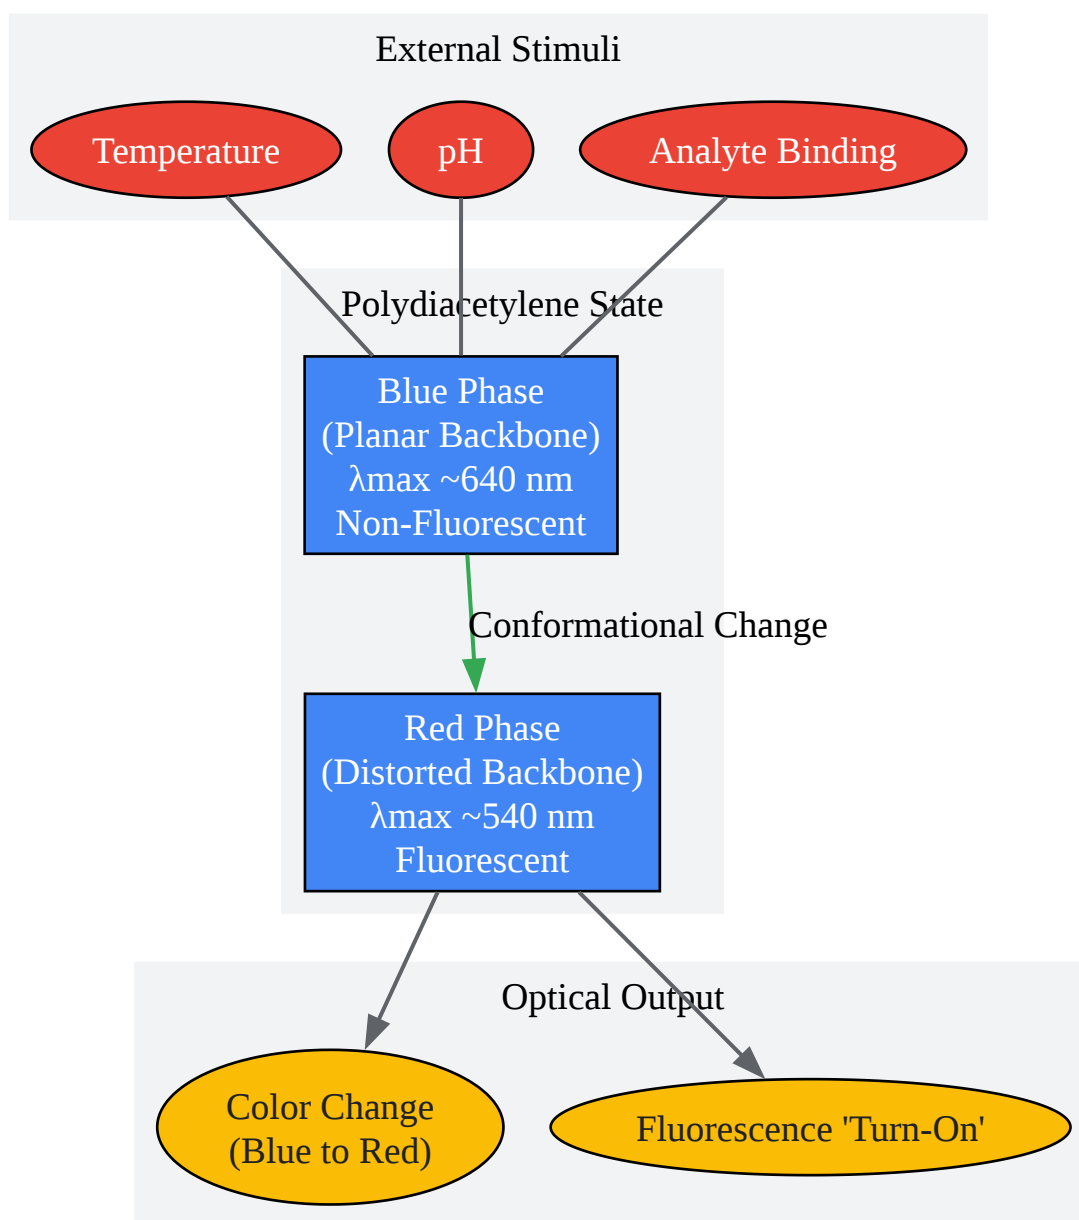 External Stimuli
Temperature
pH
Analyte Binding
Polydiacetylene State
Blue Phase
(Planar Backbone)
λmax ~640 nm
Non-Fluorescent
Conformational Change
Red Phase
(Distorted Backbone)
λmax ~540 nm
Fluorescent
Optical Output
Color Change
(Blue to Red)
Fluorescence 'Turn-On'